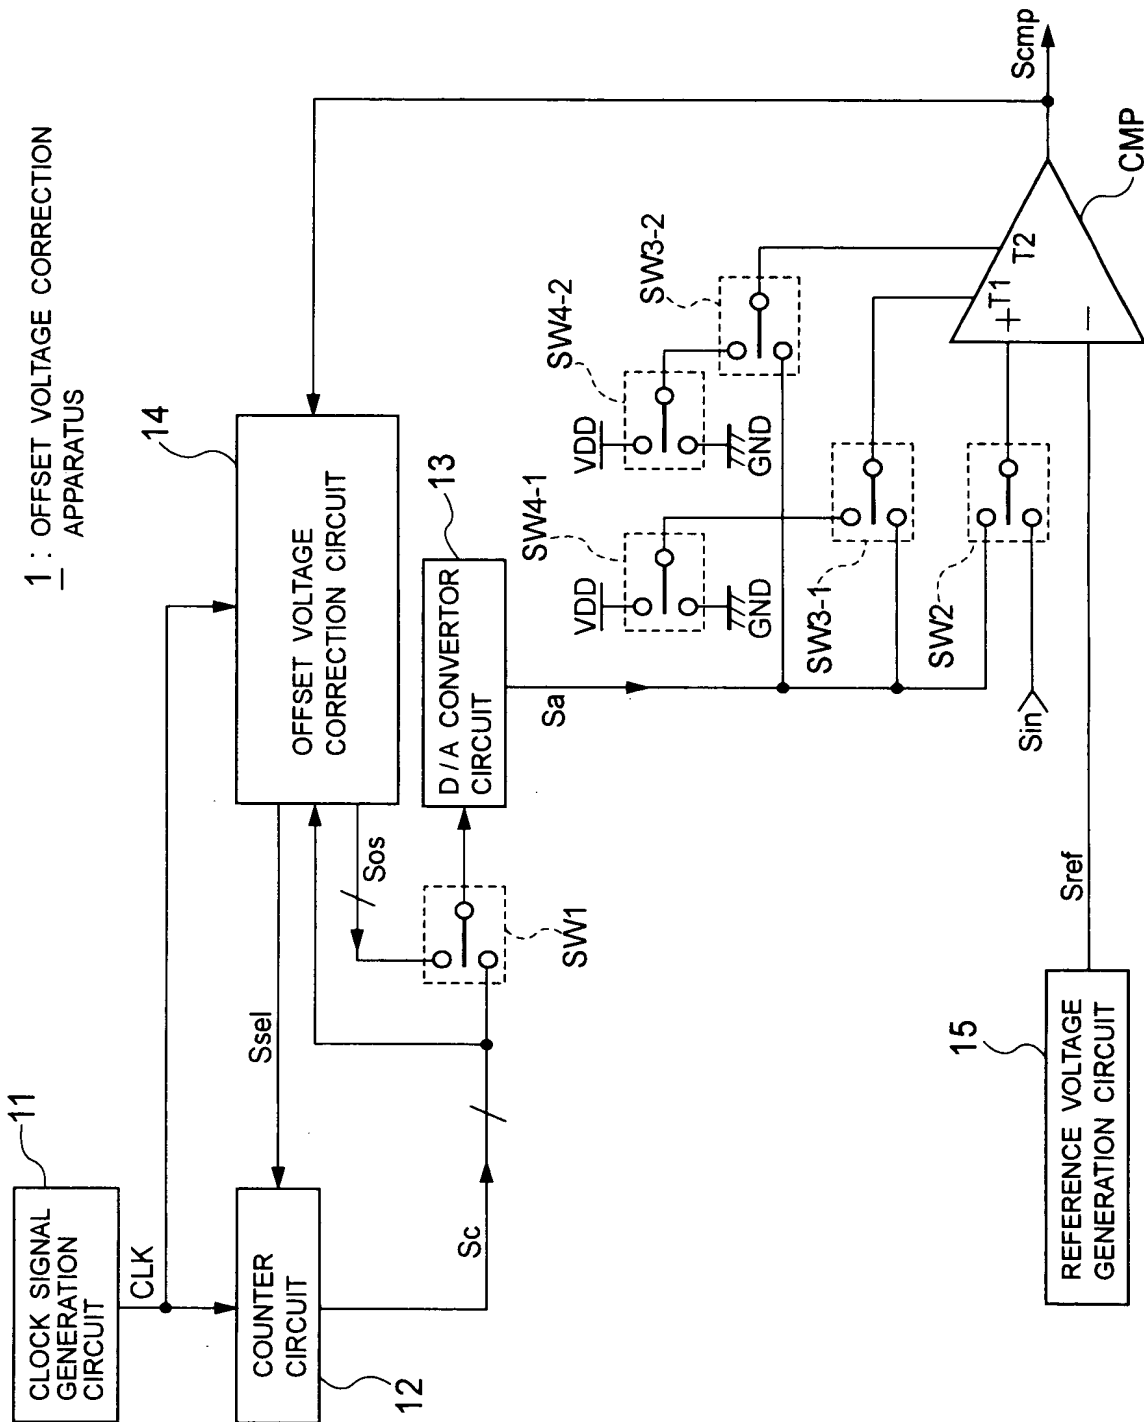 1 : OFFSET VOLTAGE CORRECTION
APPARATUS
11
CLOCK SIGNAL
GENERATION
CIRCUIT
CLK
14
OFFSET VOLTAGE
CORRECTION CIRCUIT
Ssel
Sos
COUNTER
CIRCUIT
12
Sc
SW1
13
D/A CONVERTOR
CIRCUIT
Sa
VDD
SW4-1
GND
VDD
SW4-2
GND
SW3-2
SW3-1
SW2
Sin
T1
T2
+
−
CMP
Scmp
15
REFERENCE VOLTAGE
GENERATION CIRCUIT
Sref